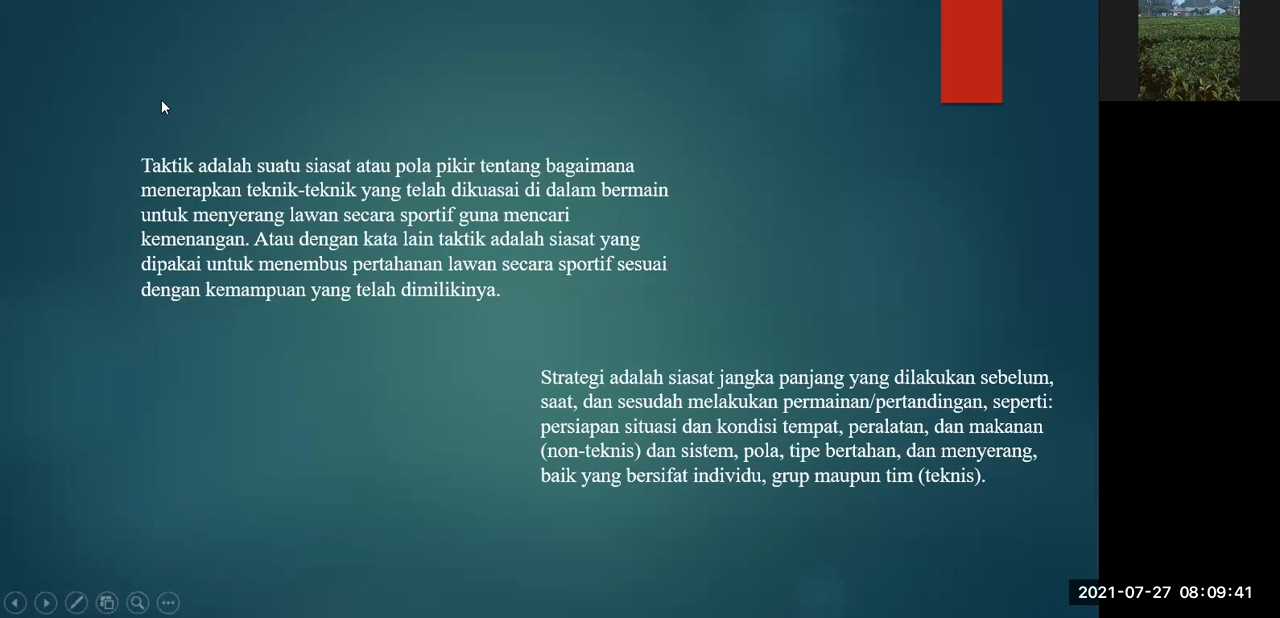 Taktik adalah suatu siasat atau pola pikir tentang bagaimana
menerapkan teknik-teknik yang telah dikuasai di dalam bermain
untuk menyerang lawan secara sportif guna mencari
kemenangan. Atau dengan kata lain taktik adalah siasat yang
dipakai untuk menembus pertahanan lawan secara sportif sesuai
dengan kemampuan yang telah dimilikinya.
Strategi adalah siasat jangka panjang yang dilakukan sebelum,
saat, dan sesudah melakukan permainan/pertandingan, seperti:
persiapan situasi dan kondisi tempat, peralatan, dan makanan
(non-teknis) dan sistem, pola, tipe bertahan, dan menyerang,
baik yang bersifat individu, grup maupun tim (teknis).
2021-07-27 08:09:41